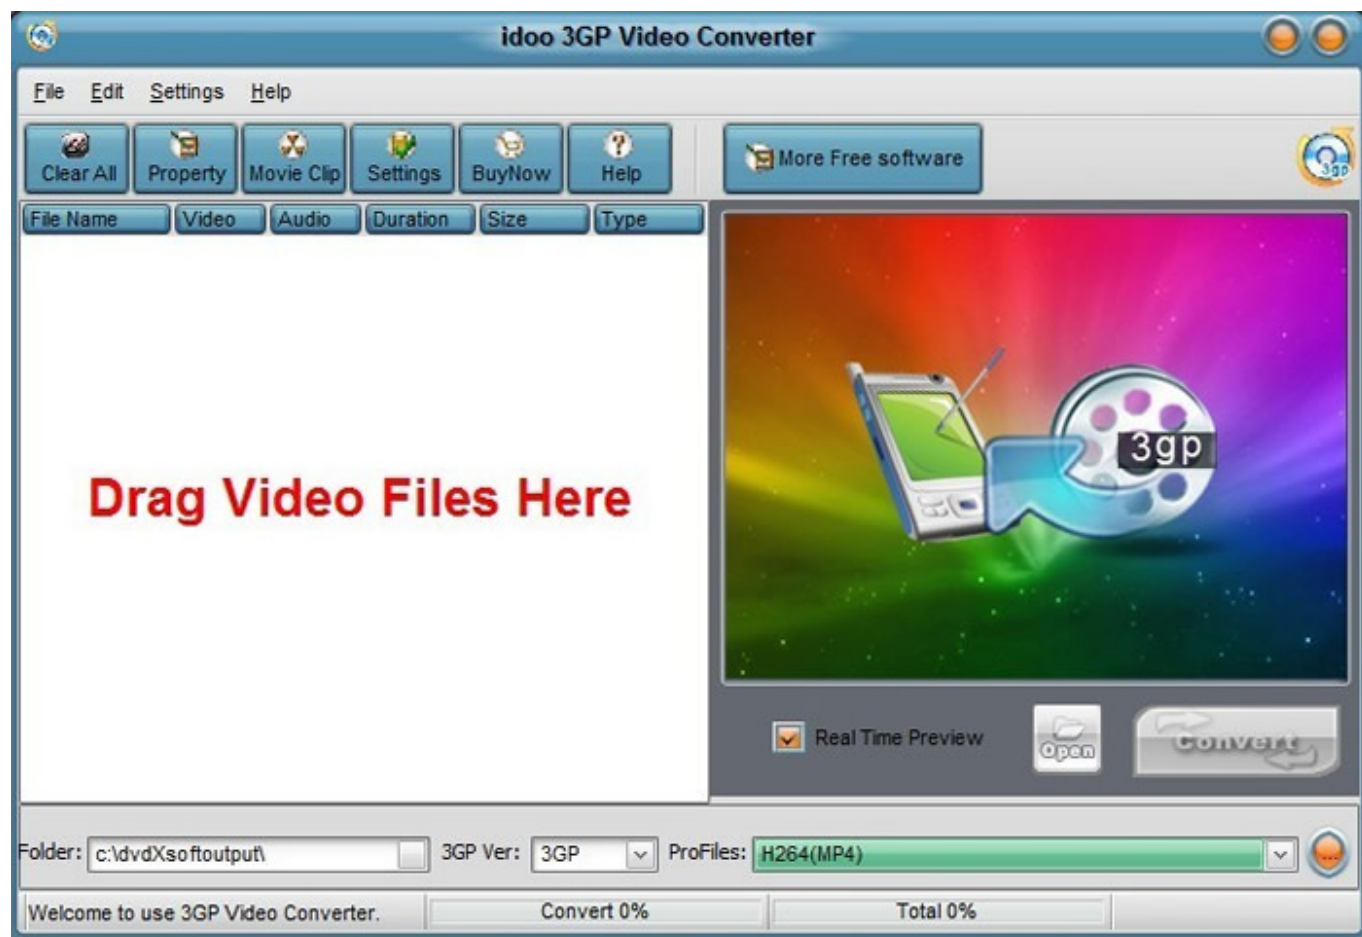 idoo 3GP Video Converter
File Edit Settings Help
Clear All Property Movie Clip Settings BuyNow Help More Free software
3gp
File Name Video Audio Duration Size Type
3gp
Drag Video Files Here
Real Time Preview Open Convert
Folder: c:\dvdXsoftoutput\ 3GP Ver: 3GP ProFiles: H264(MP4) ...
Welcome to use 3GP Video Converter. Convert 0% Total 0%